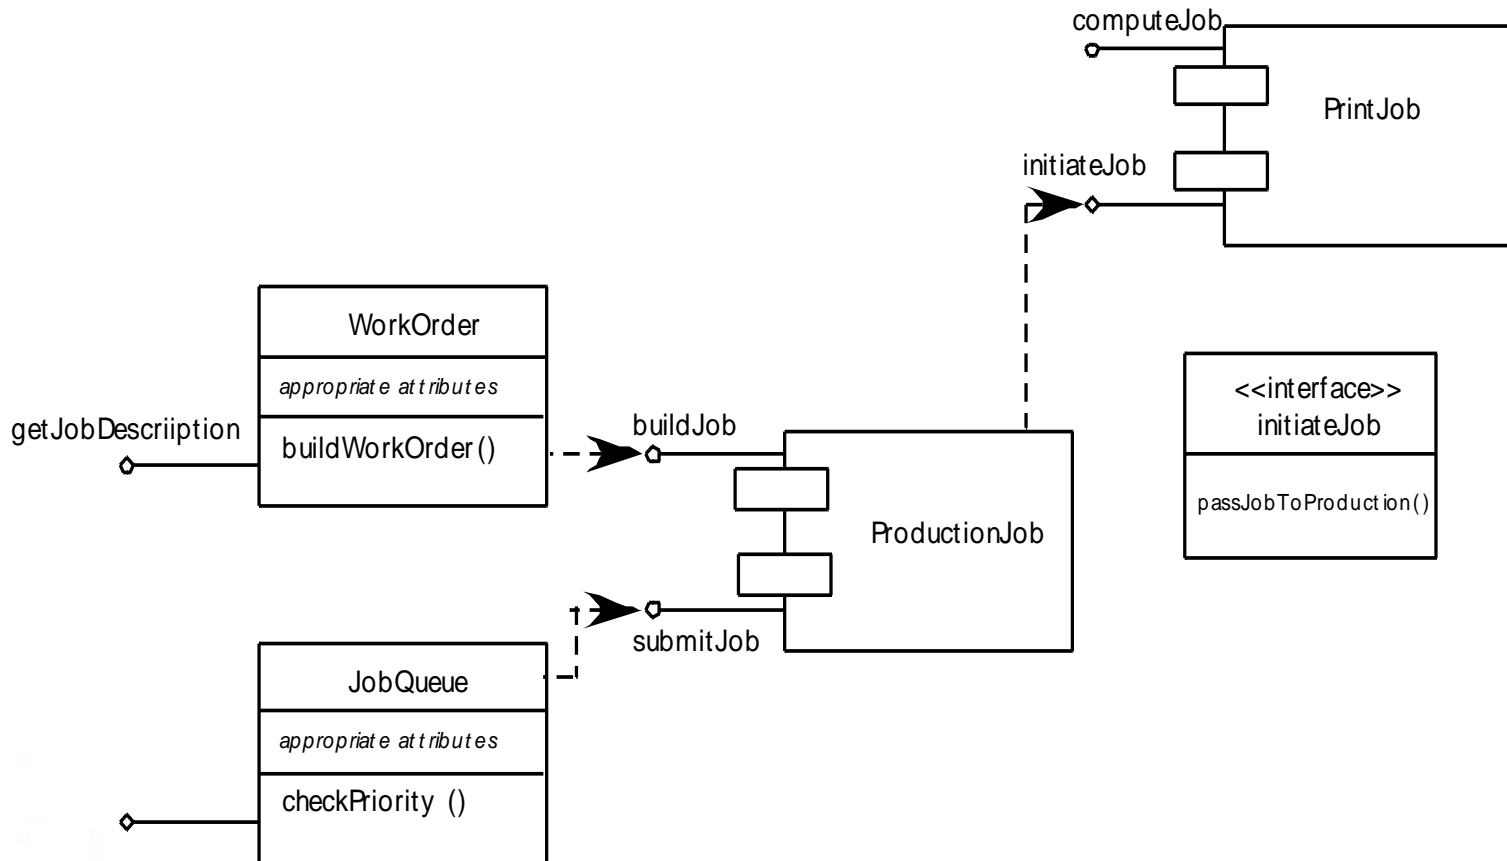 computeJob
PrintJob
initiateJob
WorkOrder
appropriate attributes
<<interface>>
initiateJob
getJobDescriiption
buildWorkOrder()
buildJob
passJobToProduction()
ProductionJob
submitJob
JobQueue
appropriate attributes
checkPriority ()